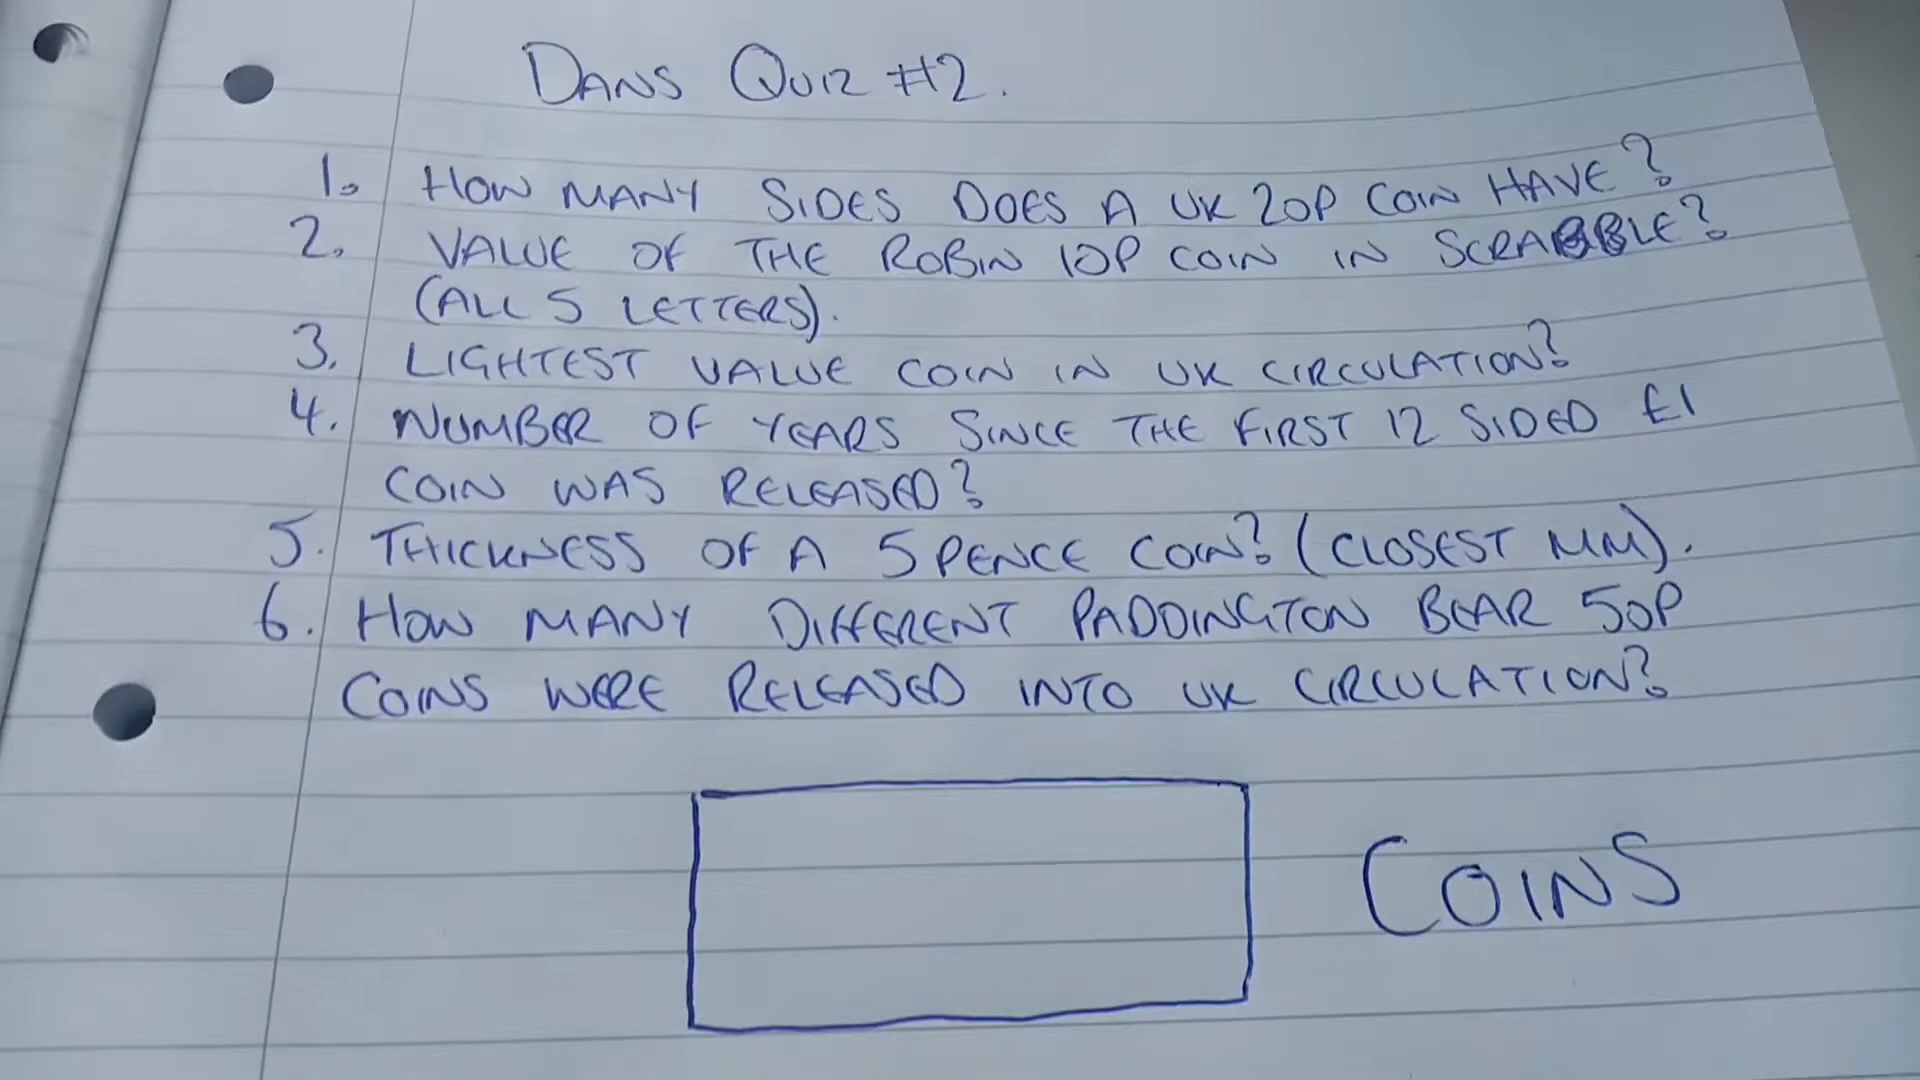 DANS QUIZ #2.
1. HOW MANY SIDES DOES A UK 20P COIN HAVE?
2. VALUE OF THE ROBIN 10P COIN IN SCRABBLE?
(ALL 5 LETTERS).
3. LIGHTEST VALUE COIN IN UK CIRCULATION?
4. NUMBER OF YEARS SINCE THE FIRST 12 SIDED £1
COIN WAS RELEASED?
5. THICKNESS OF A 5 PENCE COIN? (CLOSEST MM).
6. HOW MANY DIFFERENT PADDINGTON BEAR 50P
COINS WERE RELEASED INTO UK CIRCULATION?
COINS